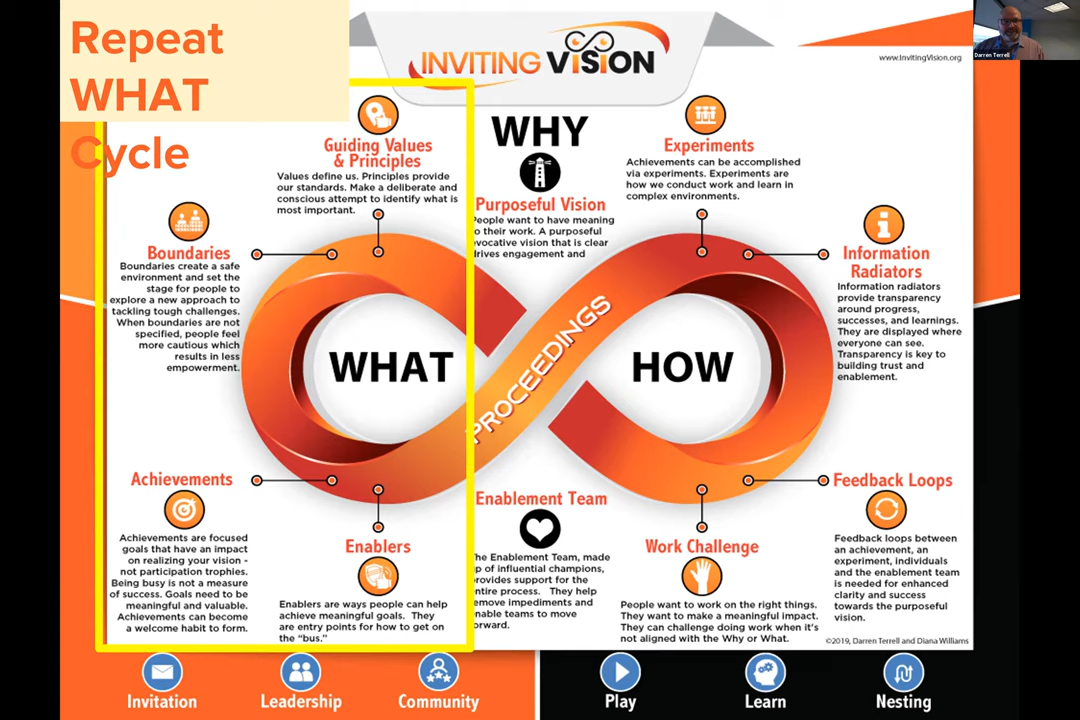 Repeat
WHAT
Cycle
INVITING VISION
www.InvitingVision.org
Darren Terrell
Guiding Values
& Principles
Values define us. Principles provide
our standards. Make a deliberate and
conscious attempt to identify what is
most important.
Boundaries
Boundaries create a safe
environment and set the
stage for people to
explore a new approach to
tackling tough challenges.
When boundaries are not
specified, people feel
more cautious which
results in less
empowerment.
WHY
Purposeful Vision
People want to have meaning
to their work. A purposeful
evocative vision that is clear
drives engagement and
Experiments
Achievements can be accomplished
via experiments. Experiments are
how we conduct work and learn in
complex environments.
Information
Radiators
Information radiators
provide transparency
around progress,
successes, and learnings.
They are displayed where
everyone can see.
Transparency is key to
building trust and
enablement.
WHAT
PROCEEDINGS
HOW
Achievements
Achievements are focused
goals that have an impact
on realizing your vision -
not participation trophies.
Being busy is not a measure
of success. Goals need to be
meaningful and valuable.
Achievements can become
a welcome habit to form.
Enablers
Enablers are ways people can help
achieve meaningful goals. They
are entry points for how to get on
the “bus.”
Enablement Team
The Enablement Team, made
up of influential champions,
provides support for the
entire process. They help
remove impediments and
enable teams to move
forward.
Work Challenge
People want to work on the right things.
They want to make a meaningful impact.
They can challenge doing work when it's
not aligned with the Why or What.
Feedback Loops
Feedback loops between
an achievement, an
experiment, individuals
and the enablement team
is needed for enhanced
clarity and success
towards the purposeful
vision.
©2019, Darren Terrell and Diana Williams
Invitation
Leadership
Community
Play
Learn
Nesting